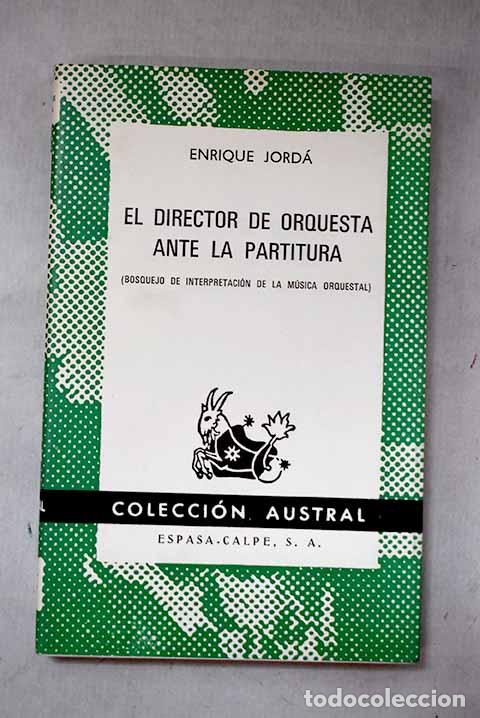 ENRIQUE JORDÁ
EL DIRECTOR DE ORQUESTA
ANTE LA PARTITURA
(BOSQUEJO DE INTERPRETACIÓN DE LA MÚSICA ORQUESTAL)
L
COLECCIÓN AUSTRAL
ESPASA-CALPE, S. A.
todocoleccion